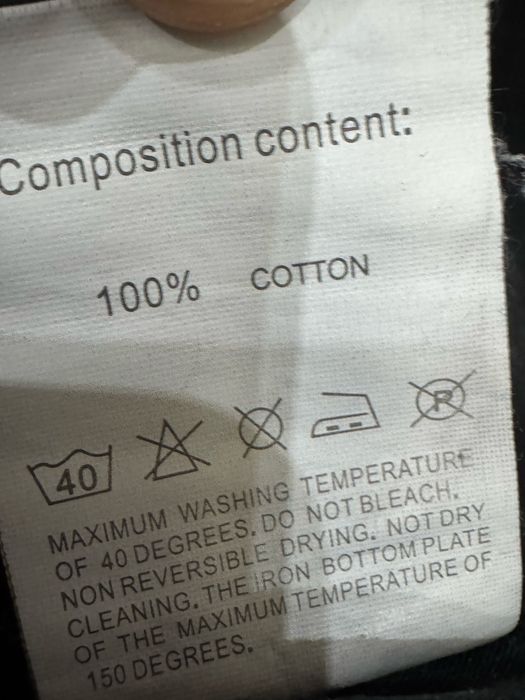 Composition content:
100% COTTON
40 P
MAXIMUM WASHING TEMPERATURE
OF 40 DEGREES. DO NOT BLEACH.
NON REVERSIBLE DRYING. NOT DRY
CLEANING. THE IRON BOTTOM PLATE
OF THE MAXIMUM TEMPERATURE OF
150 DEGREES.